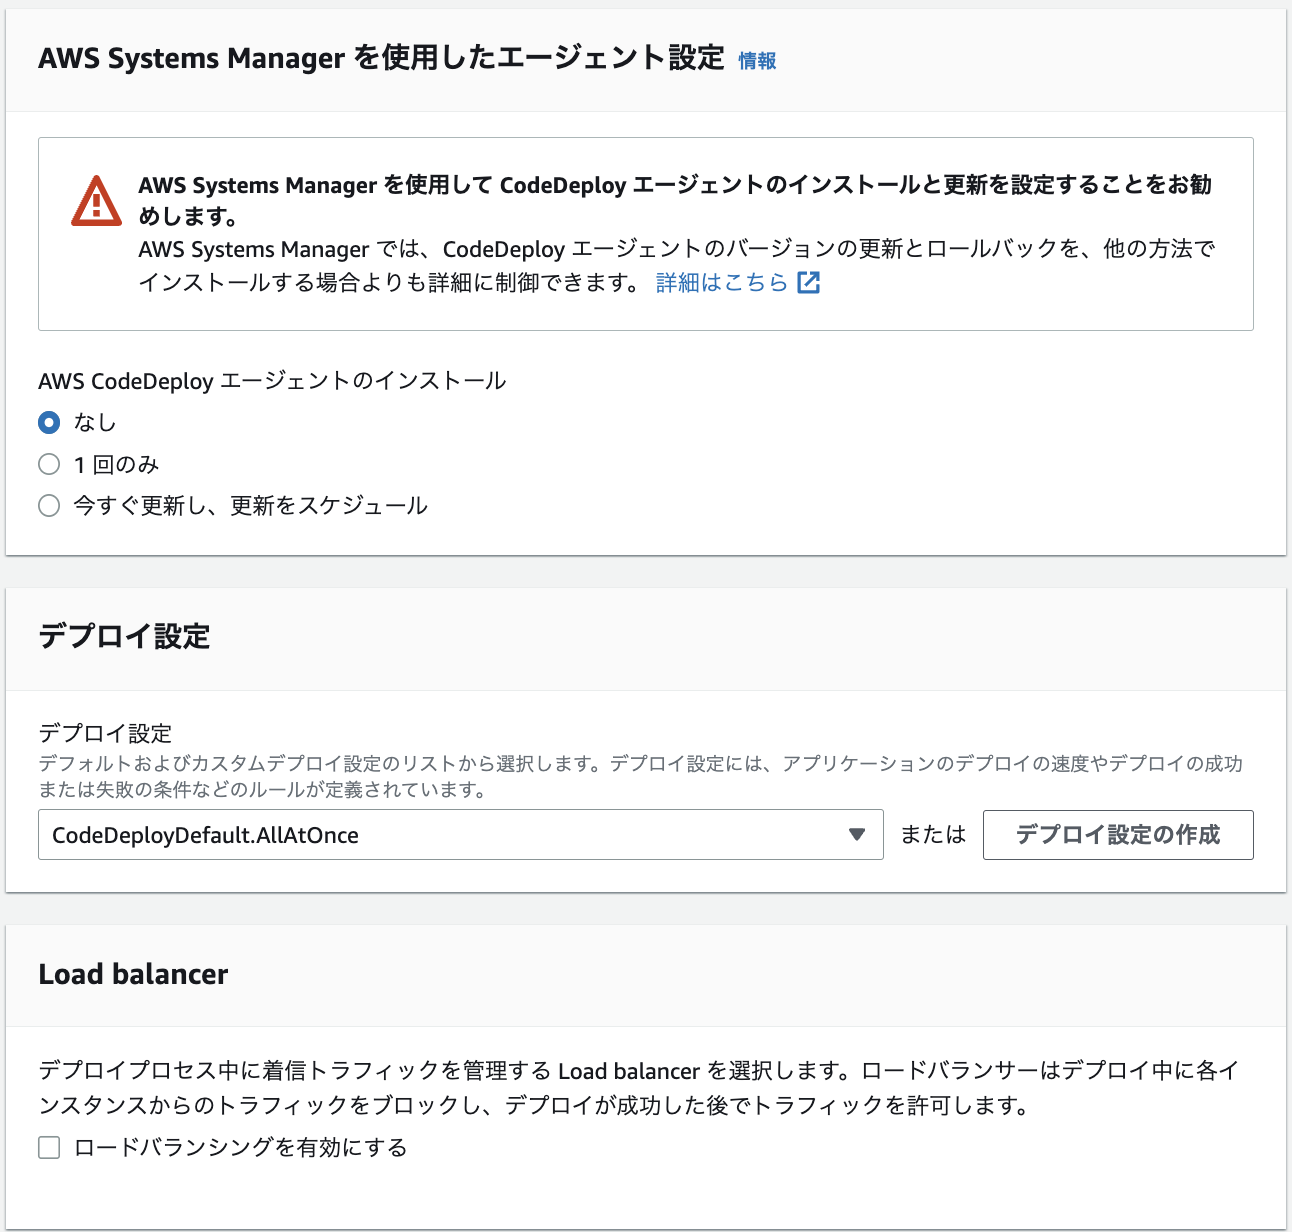 AWS Systems Manager を使用したエージェント設定 情報
AWS Systems Manager を使用して CodeDeploy エージェントのインストールと更新を設定することをお勧
めします。
AWS Systems Manager では、CodeDeploy エージェントのバージョンの更新とロールバックを、他の方法で
インストールする場合よりも詳細に制御できます。 詳細はこちら
AWS CodeDeploy エージェントのインストール
なし
1 回のみ
今すぐ更新し、更新をスケジュール
デプロイ設定
デプロイ設定
デフォルトおよびカスタムデプロイ設定のリストから選択します。デプロイ設定には、アプリケーションのデプロイの速度やデプロイの成功
または失敗の条件などのルールが定義されています。
CodeDeployDefault.AllAtOnce または デプロイ設定の作成
Load balancer
デプロイプロセス中に着信トラフィックを管理する Load balancer を選択します。ロードバランサーはデプロイ中に各イ
ンスタンスからのトラフィックをブロックし、デプロイが成功した後でトラフィックを許可します。
ロードバランシングを有効にする